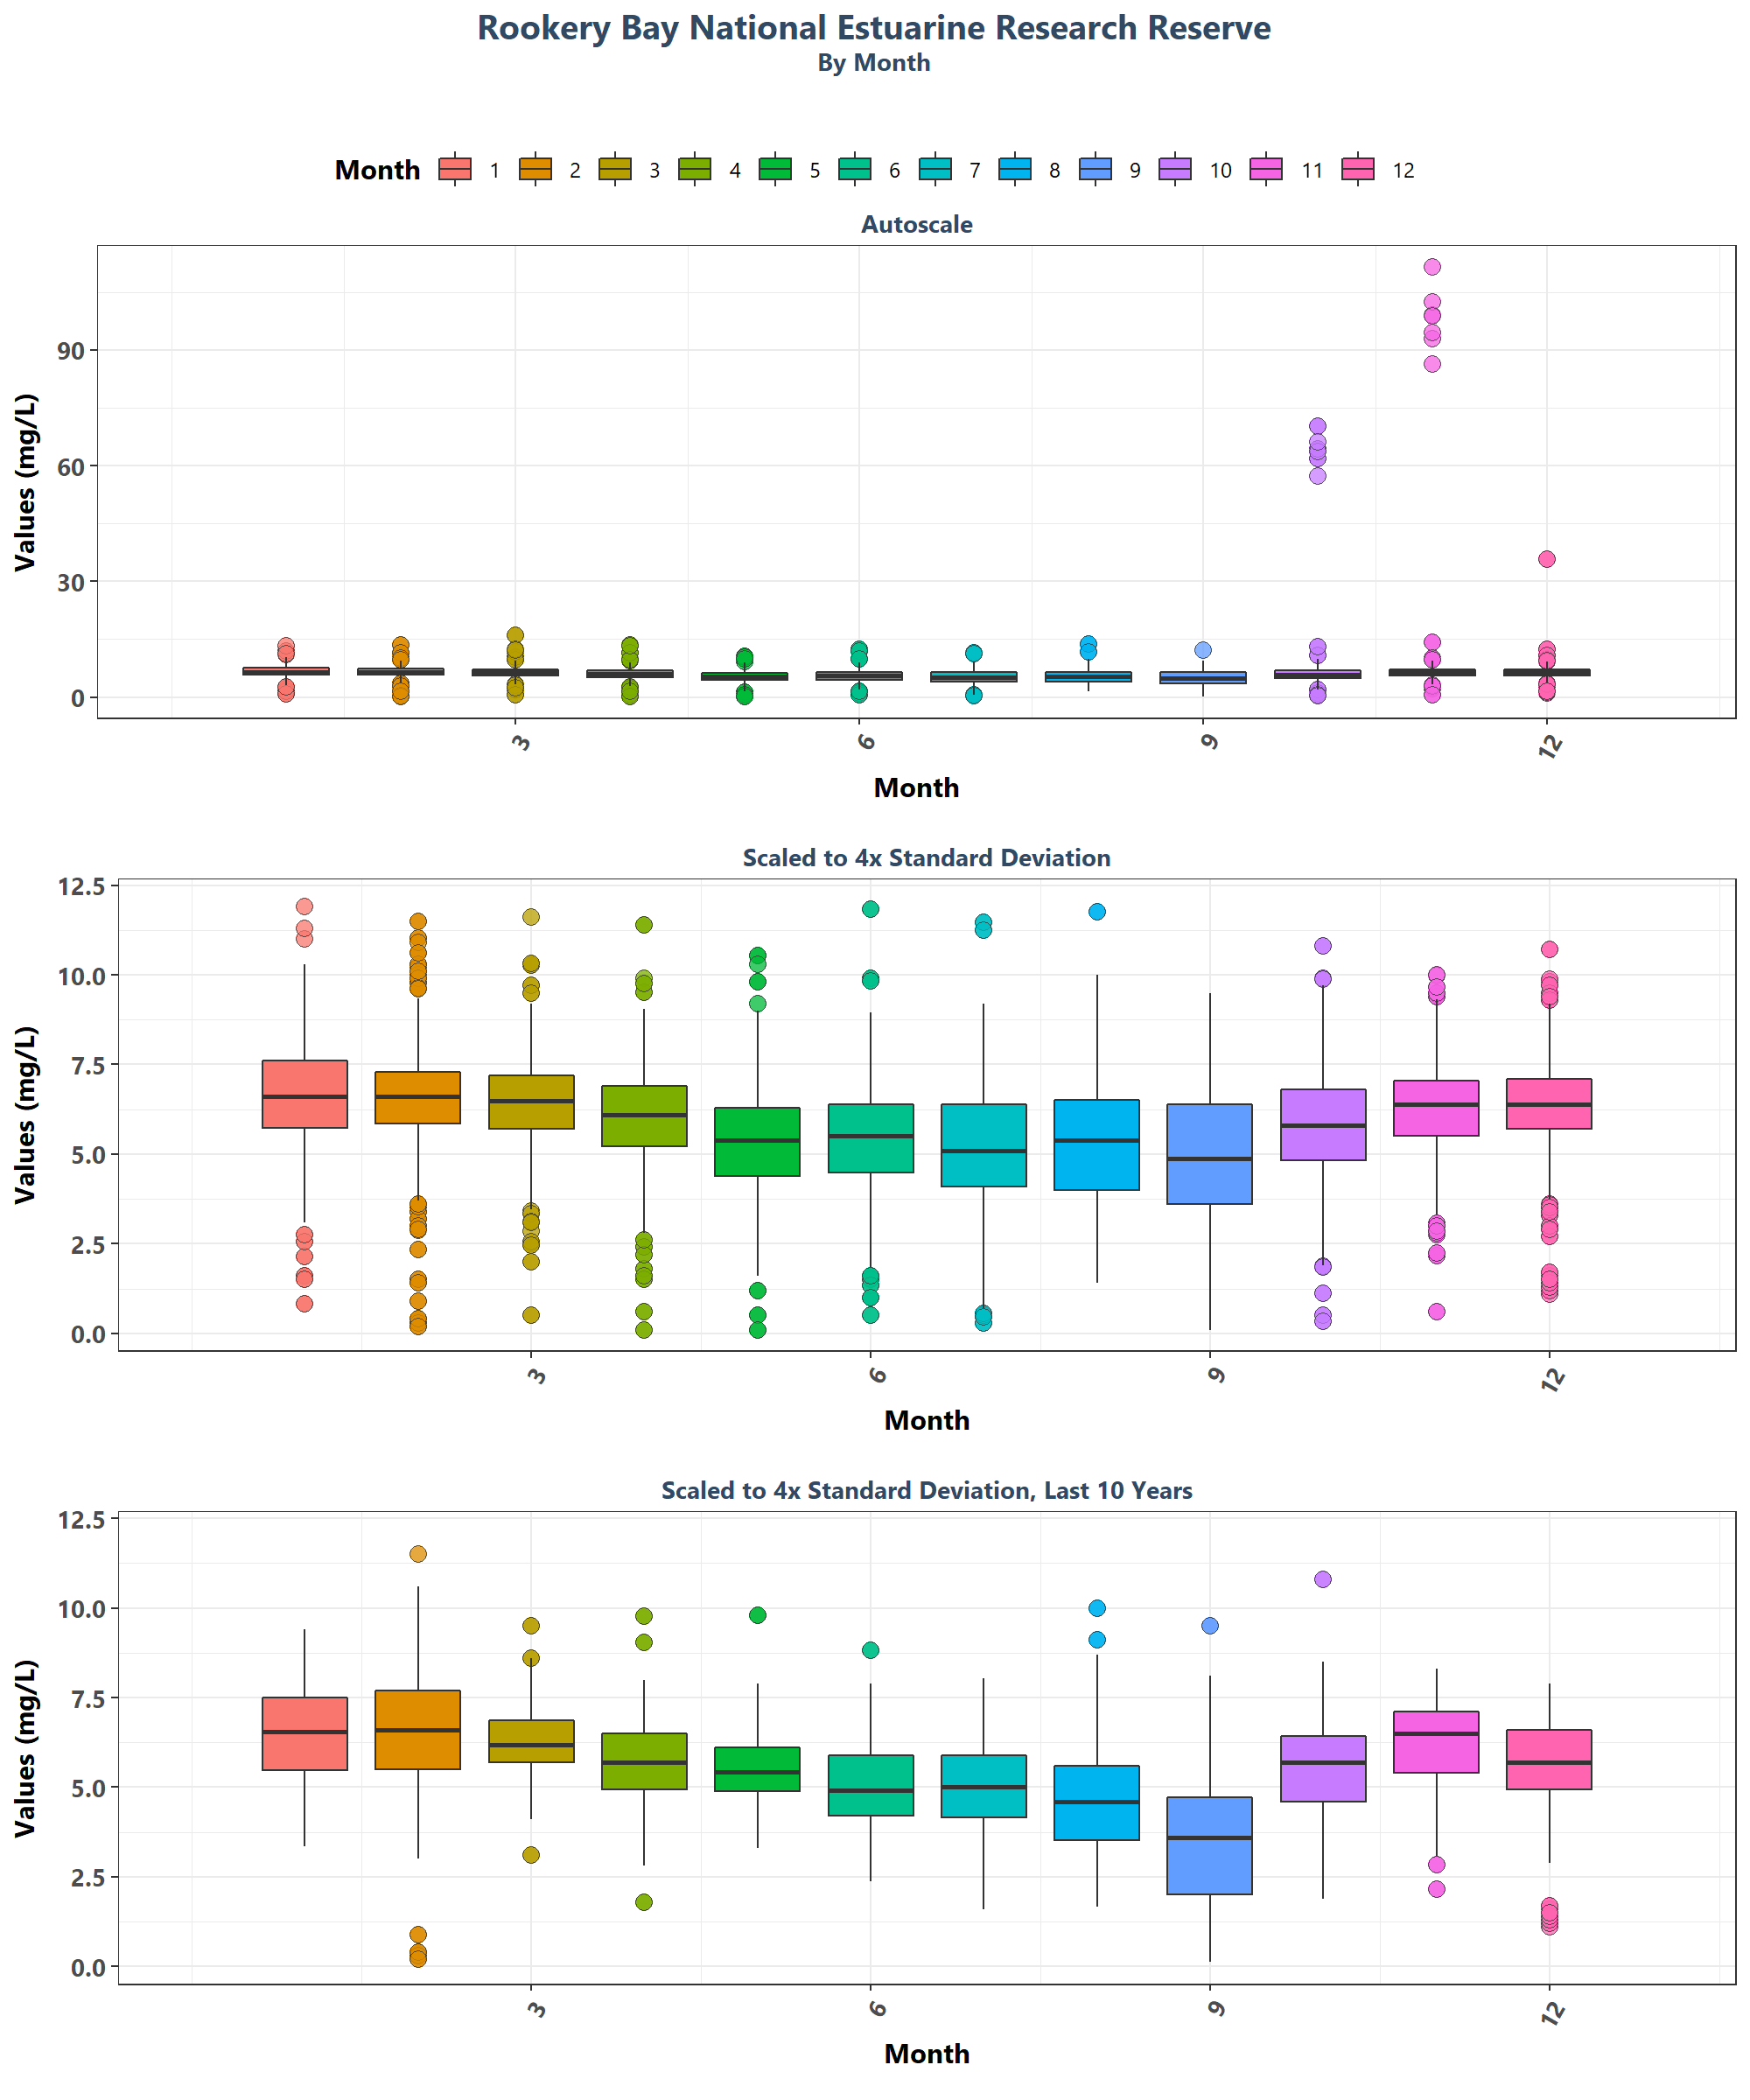 Rookery Bay National Estuarine Research Reserve
By Month
Month 1 2 3 4 5 6 7 8 9 10 11 12
Autoscale
Values (mg/L)
90
60
30
0
3 6 9 12
Month
Scaled to 4x Standard Deviation
Values (mg/L)
12.5
10.0
7.5
5.0
2.5
0.0
3 6 9 12
Month
Scaled to 4x Standard Deviation, Last 10 Years
Values (mg/L)
12.5
10.0
7.5
5.0
2.5
0.0
3 6 9 12
Month